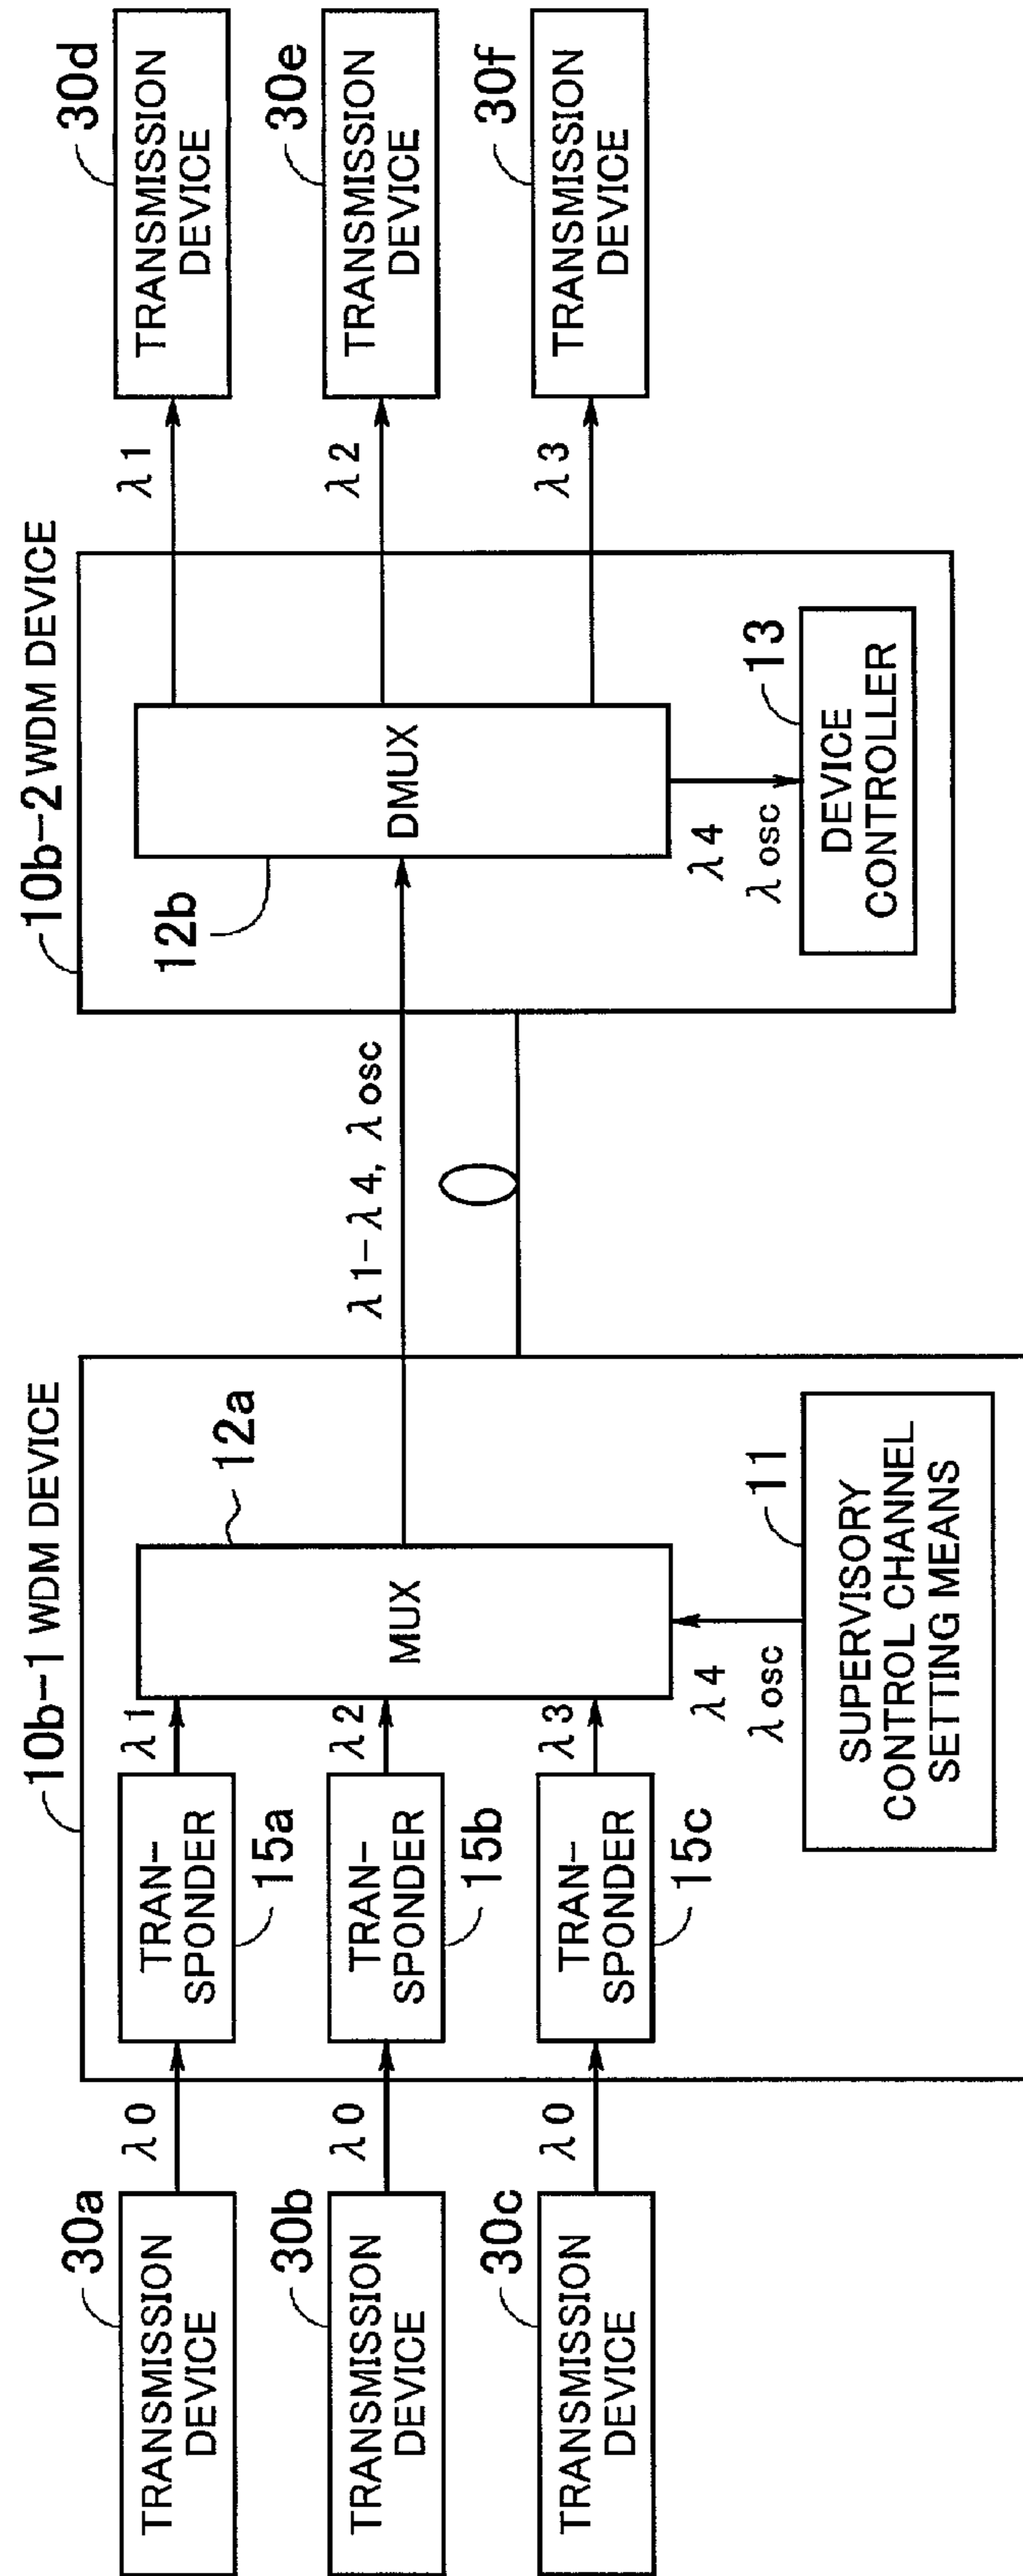 30a
TRANSMISSION
DEVICE
λ0
30b
TRANSMISSION
DEVICE
λ0
30c
TRANSMISSION
DEVICE
λ0
10b-1 WDM DEVICE
TRAN-
SPONDER
15a
λ1
TRAN-
SPONDER
15b
λ2
TRAN-
SPONDER
15c
λ3
12a
MUX
λ4
λosc
11
SUPERVISORY
CONTROL CHANNEL
SETTING MEANS
λ1-λ4, λosc
10b-2 WDM DEVICE
12b
DMUX
λ4
λosc
13
DEVICE
CONTROLLER
λ1
30d
TRANSMISSION
DEVICE
λ2
30e
TRANSMISSION
DEVICE
λ3
30f
TRANSMISSION
DEVICE